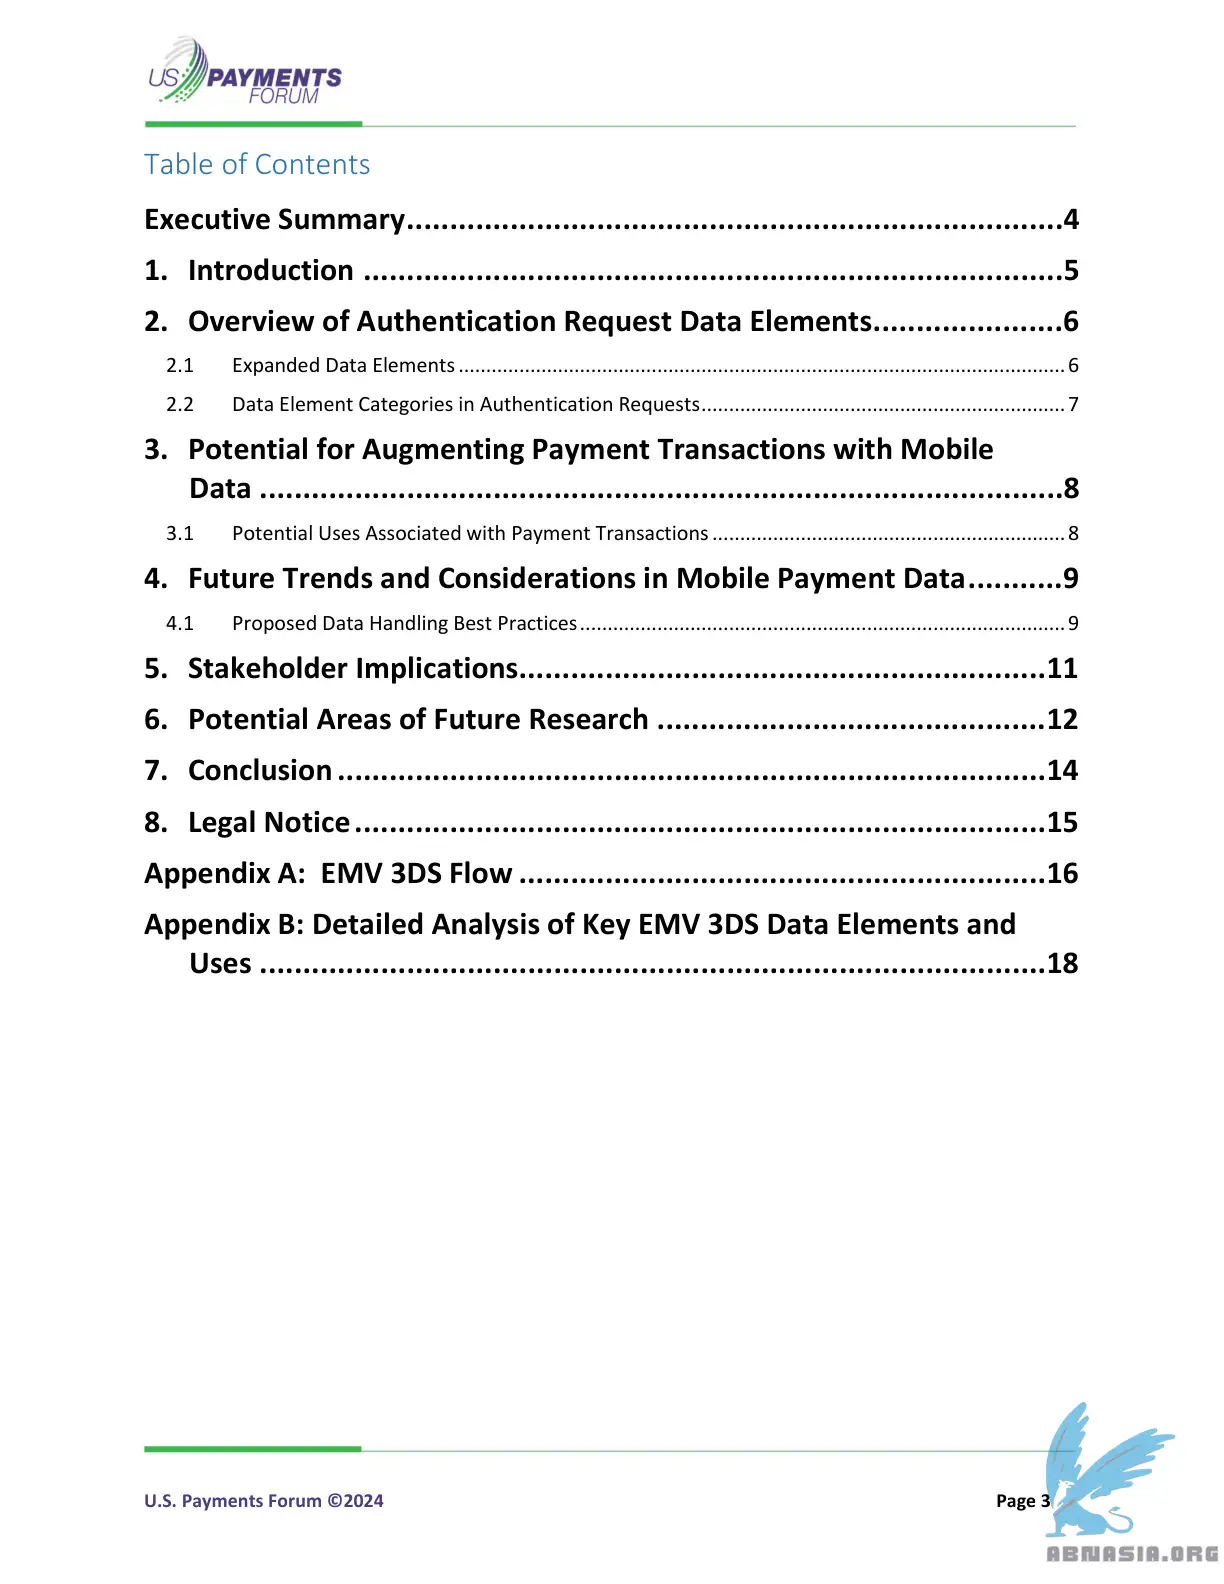 US PAYMENTS
FORUM
Table of Contents
Executive Summary............................................................................4
1. Introduction .................................................................................5
2. Overview of Authentication Request Data Elements......................6
2.1 Expanded Data Elements ..............................................................................................................6
2.2 Data Element Categories in Authentication Requests..................................................................7
3. Potential for Augmenting Payment Transactions with Mobile
Data .............................................................................................8
3.1 Potential Uses Associated with Payment Transactions ................................................................8
4. Future Trends and Considerations in Mobile Payment Data...........9
4.1 Proposed Data Handling Best Practices........................................................................................9
5. Stakeholder Implications.............................................................11
6. Potential Areas of Future Research .............................................12
7. Conclusion ..................................................................................14
8. Legal Notice................................................................................15
Appendix A: EMV 3DS Flow .............................................................16
Appendix B: Detailed Analysis of Key EMV 3DS Data Elements and
Uses ...........................................................................................18
U.S. Payments Forum ©2024 Page 3
ABNASIA.ORG